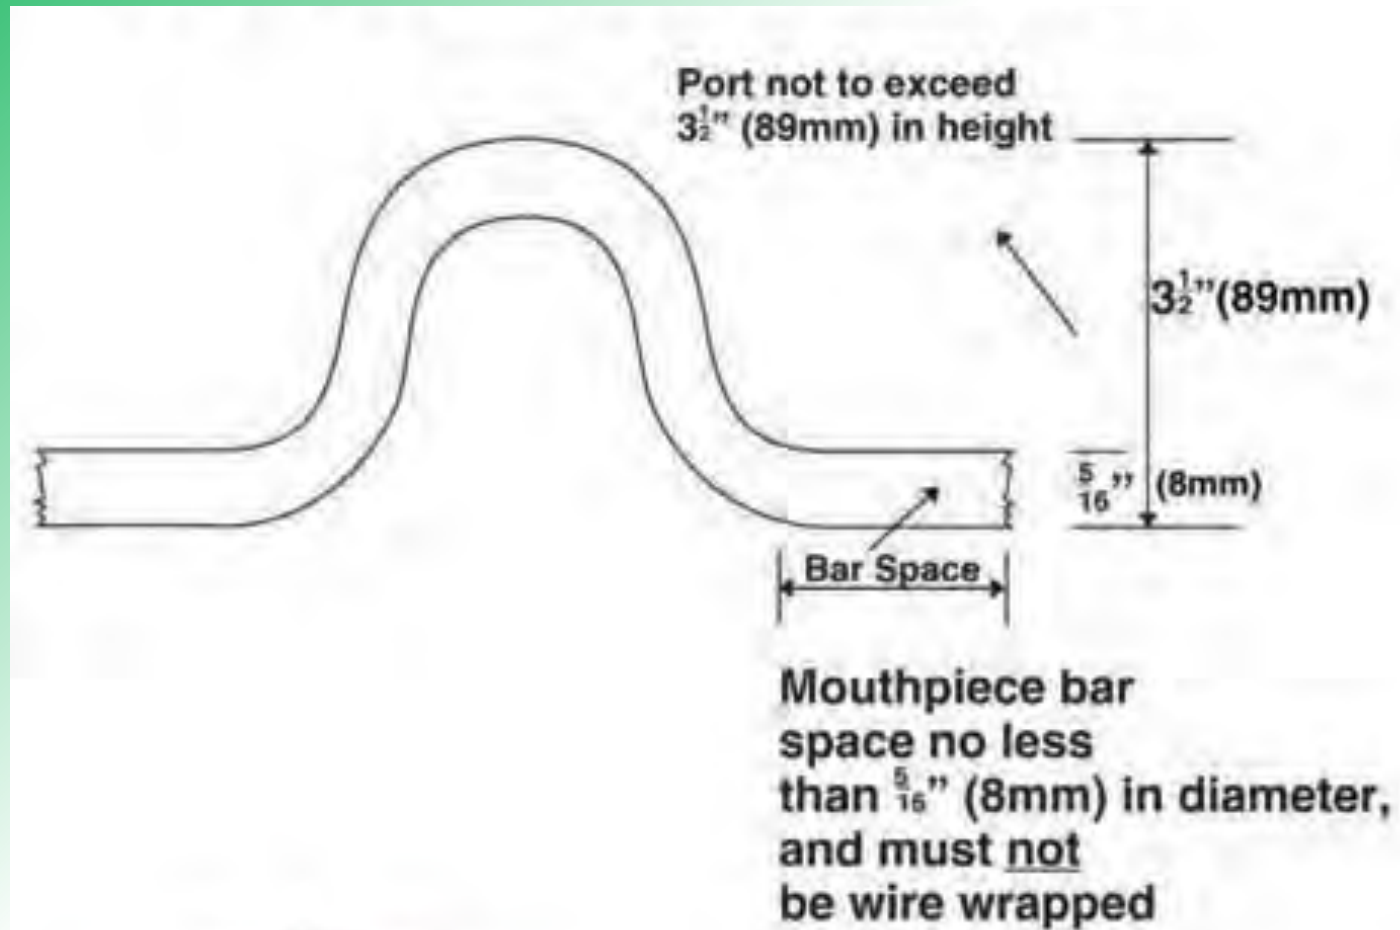 Port not to exceed
3½" (89mm) in height
3½"(89mm)
5/16" (8mm)
Bar Space
Mouthpiece bar
space no less
than 5/16" (8mm) in diameter,
and must not
be wire wrapped